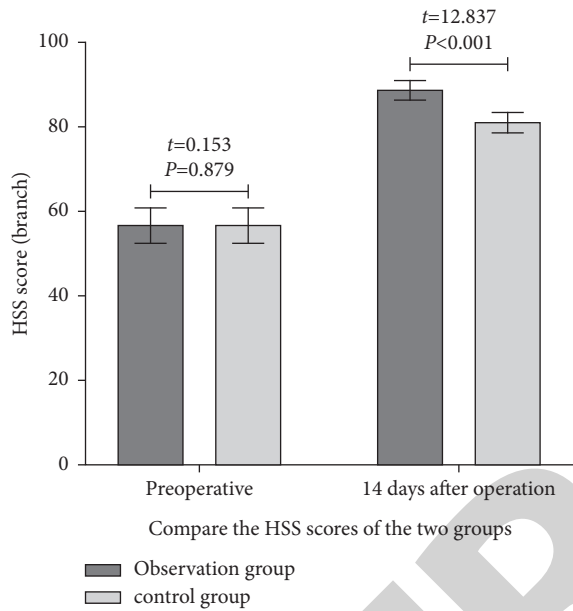 t=12.837
P<0.001
100
80
t=0.153
P=0.879
60
40
20
0
HSS score (branch)
Preoperative
14 days after operation
Compare the HSS scores of the two groups
Observation group
control group